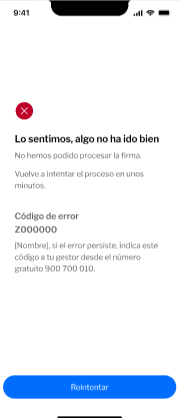 9:41
Lo sentimos, algo no ha ido bien
No hemos podido procesar la firma.
Vuelve a intentar el proceso en unos
minutos.
Código de error
Z000000
[Nombre], si el error persiste, indica este
código a tu gestor desde el número
gratuito 900 700 010.
Reintentar